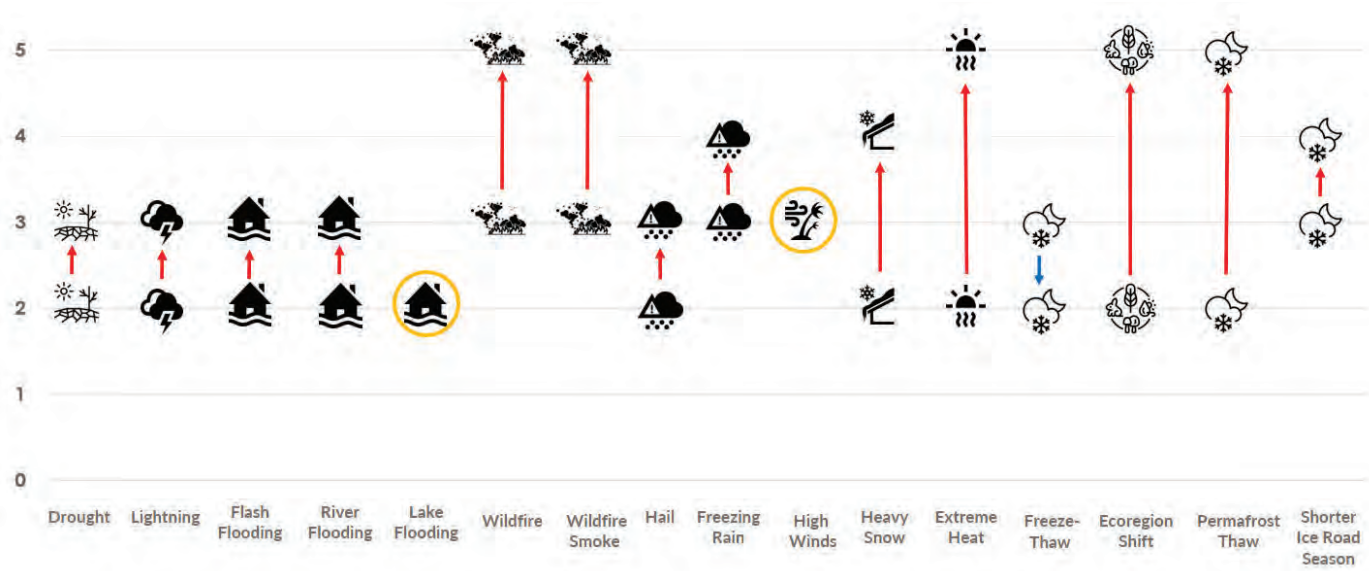 5
4
3
2
1
0
Drought
Lightning
Flash
Flooding
River
Flooding
Lake
Flooding
Wildfire
Wildfire
Smoke
Hail
Freezing
Rain
High
Winds
Heavy
Snow
Extreme
Heat
Freeze-
Thaw
Ecoregion
Shift
Permafrost
Thaw
Shorter
Ice Road
Season